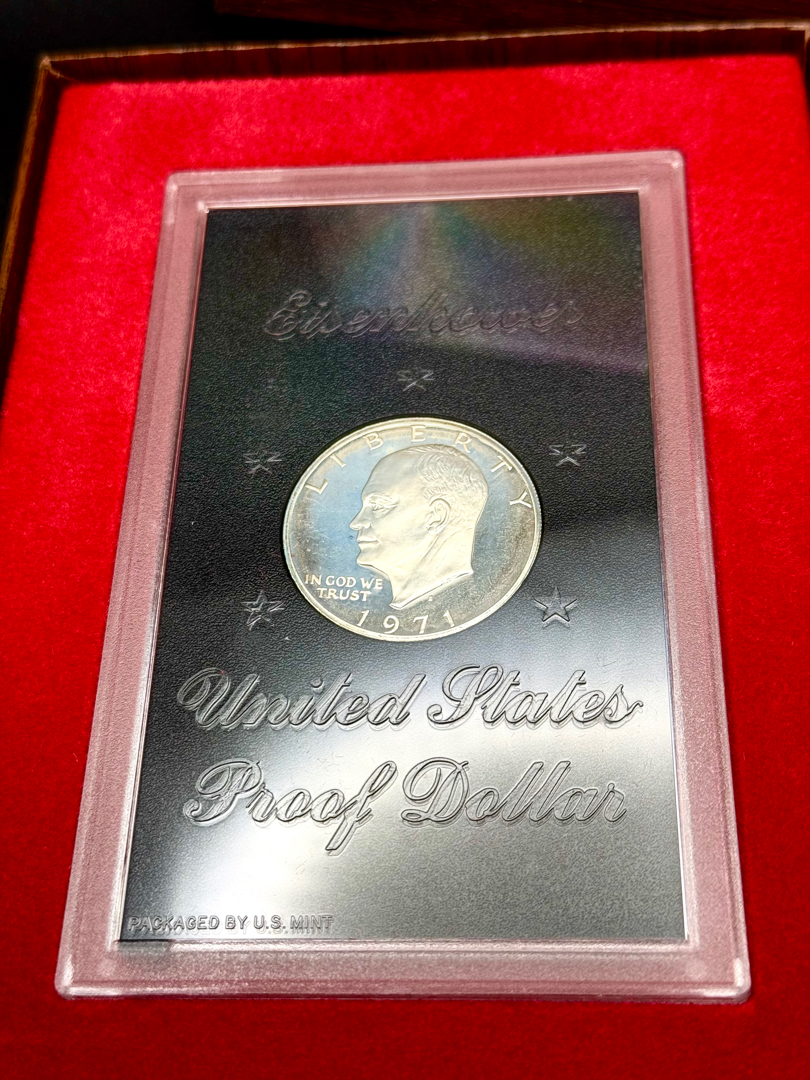 Eisenhower
LIBERTY
IN GOD WE
TRUST
1971
United States
Proof Dollar
PACKAGED BY U.S. MINT